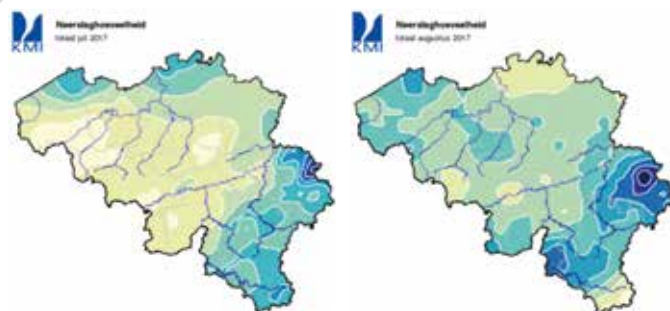 KMI
Neerslaghoeveelheid
totaal juli 2017
KMI
Neerslaghoeveelheid
totaal augustus 2017